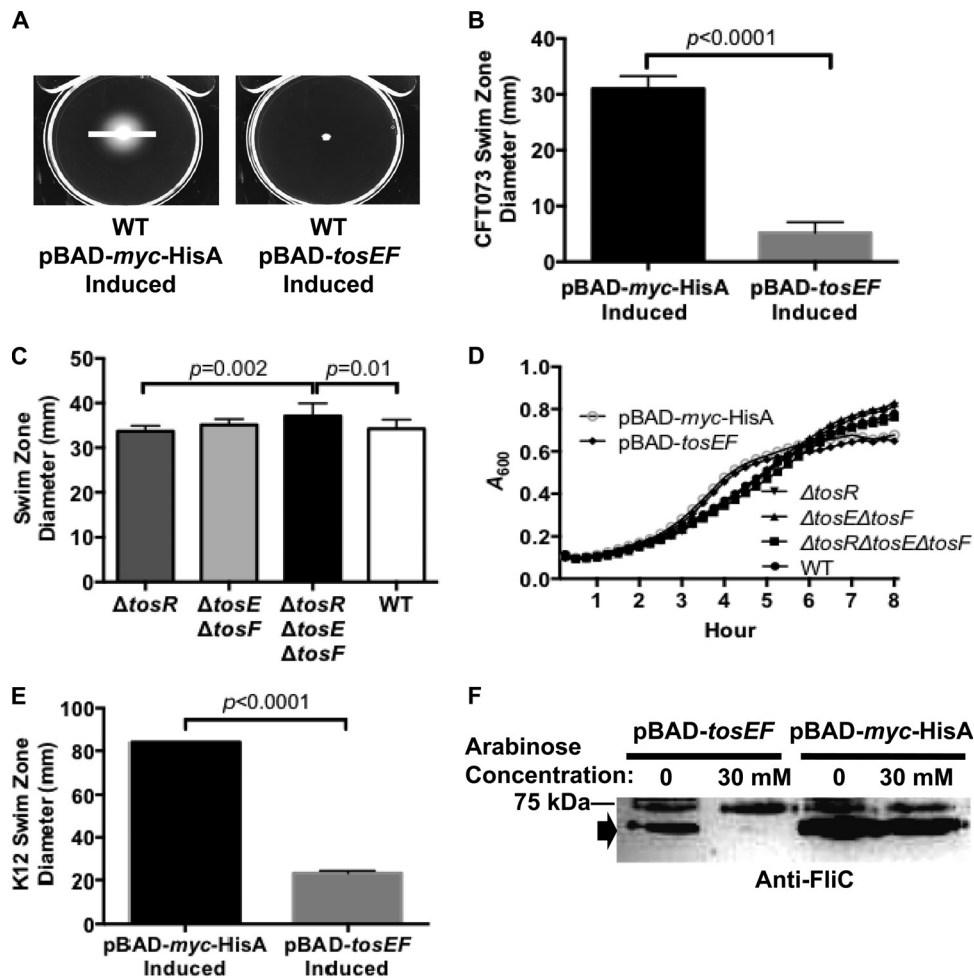 A
WT
pBAD-myc-HisA
Induced
WT
pBAD-tosEF
Induced
B
p<0.0001
CFT073 Swim Zone
Diameter (mm)
40
30
20
10
0
pBAD-myc-HisA
Induced
pBAD-tosEF
Induced
C
p=0.002
p=0.01
Swim Zone
Diameter (mm)
50
40
30
20
10
0
ΔtosR
ΔtosE
ΔtosF
ΔtosR
ΔtosE
ΔtosF
WT
D
A600
1.0
0.8
0.6
0.4
0.2
0.0
pBAD-myc-HisA
pBAD-tosEF
ΔtosR
ΔtosEΔtosF
ΔtosRΔtosEΔtosF
WT
1 2 3 4 5 6 7 8
Hour
E
p<0.0001
K12 Swim Zone
Diameter (mm)
100
80
60
40
20
0
pBAD-myc-HisA
Induced
pBAD-tosEF
Induced
F
pBAD-tosEF pBAD-myc-HisA
Arabinose
Concentration: 0 30 mM 0 30 mM
75 kDa
Anti-FliC